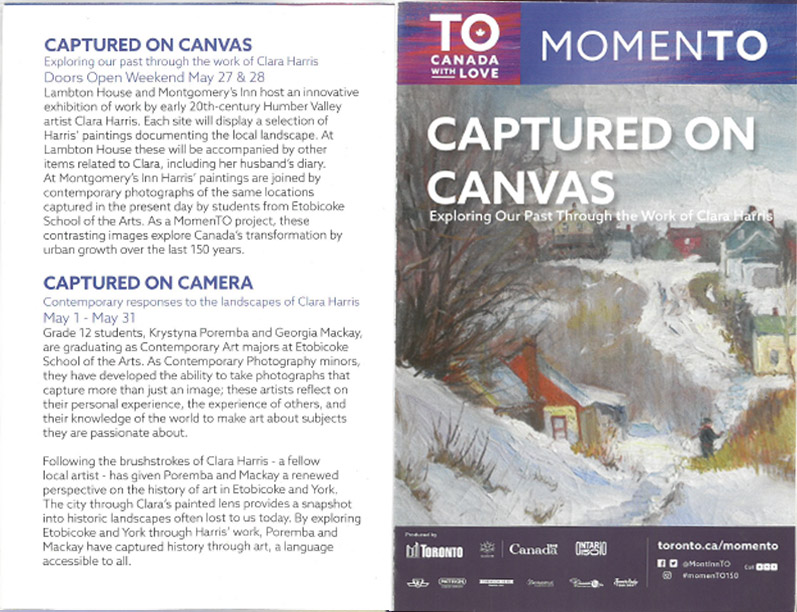 CAPTURED ON CANVAS
Exploring our past through the work of Clara Harris
Doors Open Weekend May 27 & 28
Lambton House and Montgomery's Inn host an innovative
exhibition of work by early 20th-century Humber Valley
artist Clara Harris. Each site will display a selection of
Harris' paintings documenting the local landscape. At
Lambton House these will be accompanied by other
items related to Clara, including her husband's diary.
At Montgomery's Inn Harris' paintings are joined by
contemporary photographs of the same locations
captured in the present day by students from Etobicoke
School of the Arts. As a MomenTO project, these
contrasting images explore Canada's transformation by
urban growth over the last 150 years.
CAPTURED ON CAMERA
Contemporary responses to the landscapes of Clara Harris
May 1 - May 31
Grade 12 students, Krystyna Poremba and Georgia Mackay,
are graduating as Contemporary Art majors at Etobicoke
School of the Arts. As Contemporary Photography minors,
they have developed the ability to take photographs that
capture more than just an image; these artists reflect on
their personal experience, the experience of others, and
their knowledge of the world to make art about subjects
they are passionate about.
Following the brushstrokes of Clara Harris - a fellow
local artist - has given Poremba and Mackay a renewed
perspective on the history of art in Etobicoke and York.
The city through Clara's painted lens provides a snapshot
into historic landscapes often lost to us today. By exploring
Etobicoke and York through Harris' work, Poremba and
Mackay have captured history through art, a language
accessible to all.
TO
CANADA
WITH LOVE
MOMENTO
CAPTURED ON
CANVAS
Exploring Our Past Through the Work of Clara Harris
Produced by
TORONTO
Canada
ONTARIO
150
toronto.ca/momento
@MontInnTO
#momenTO150
Call 311